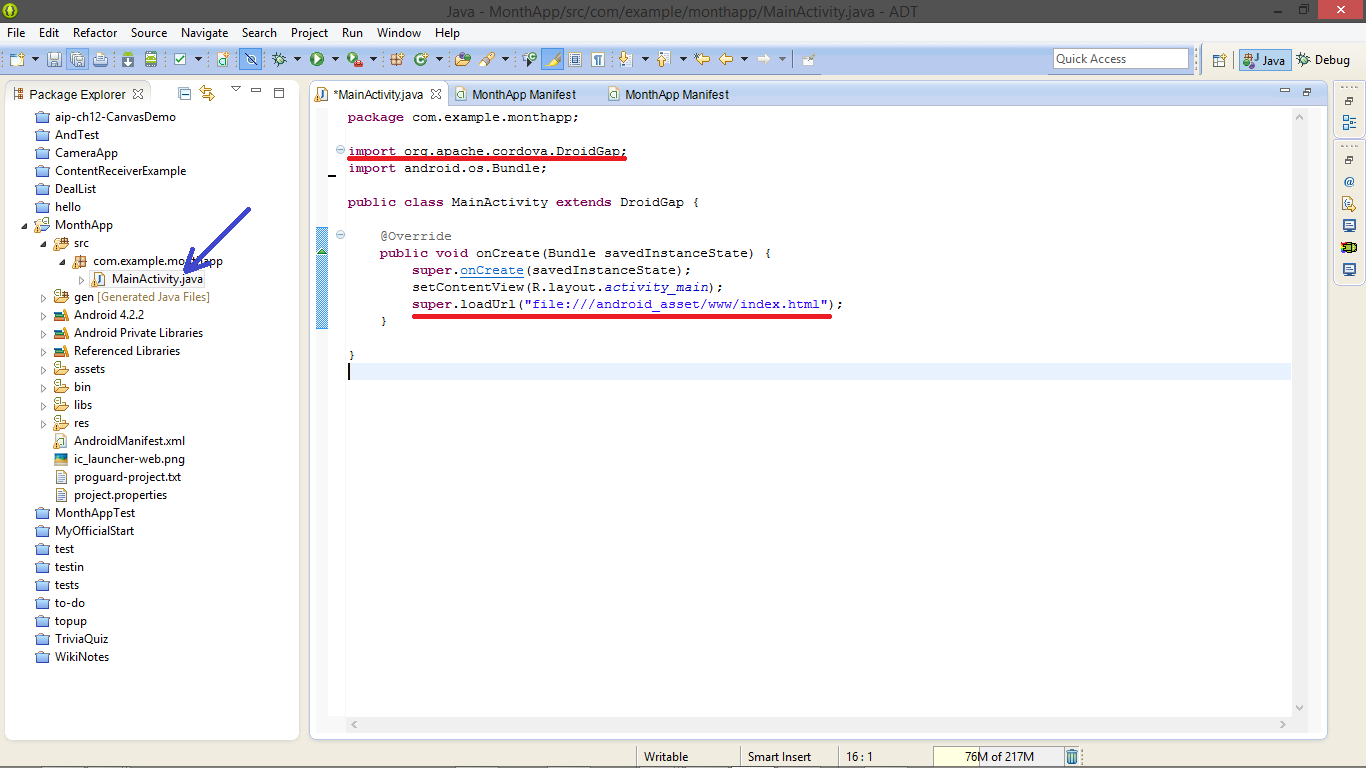 Java - MonthApp/src/com/example/monthapp/MainActivity.java - ADT
File Edit Refactor Source Navigate Search Project Run Window Help
Quick Access
Java
Debug
Package Explorer
aip-ch12-CanvasDemo
AndTest
CameraApp
ContentReceiverExample
DealList
hello
MonthApp
src
com.example.monthapp
MainActivity.java
gen [Generated Java Files]
Android 4.2.2
Android Private Libraries
Referenced Libraries
assets
bin
libs
res
AndroidManifest.xml
ic_launcher-web.png
proguard-project.txt
project.properties
MonthAppTest
MyOfficialStart
test
testin
tests
to-do
topup
TriviaQuiz
WikiNotes
*MainActivity.java
MonthApp Manifest
MonthApp Manifest
package com.example.monthapp;
import org.apache.cordova.DroidGap;
import android.os.Bundle;
public class MainActivity extends DroidGap {
@Override
public void onCreate(Bundle savedInstanceState) {
super.onCreate(savedInstanceState);
setContentView(R.layout.activity_main);
super.loadUrl("file:///android_asset/www/index.html");
}
}
Writable
Smart Insert
16 : 1
76M of 217M